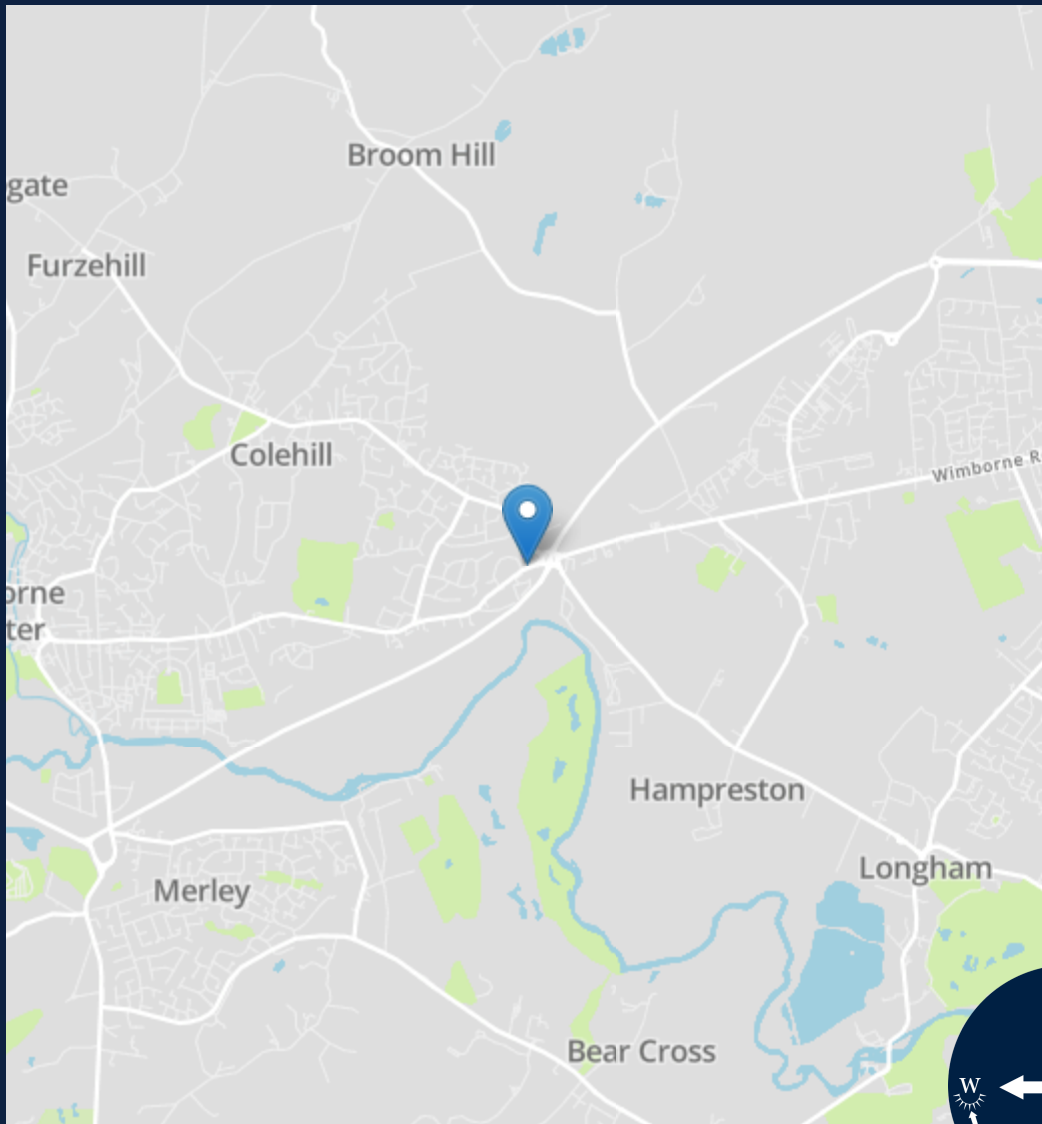 Broom Hill
gate
Furzehill
Colehill
Wimborne R
orne
ter
Hampreston
Longham
Merley
Bear Cross
W